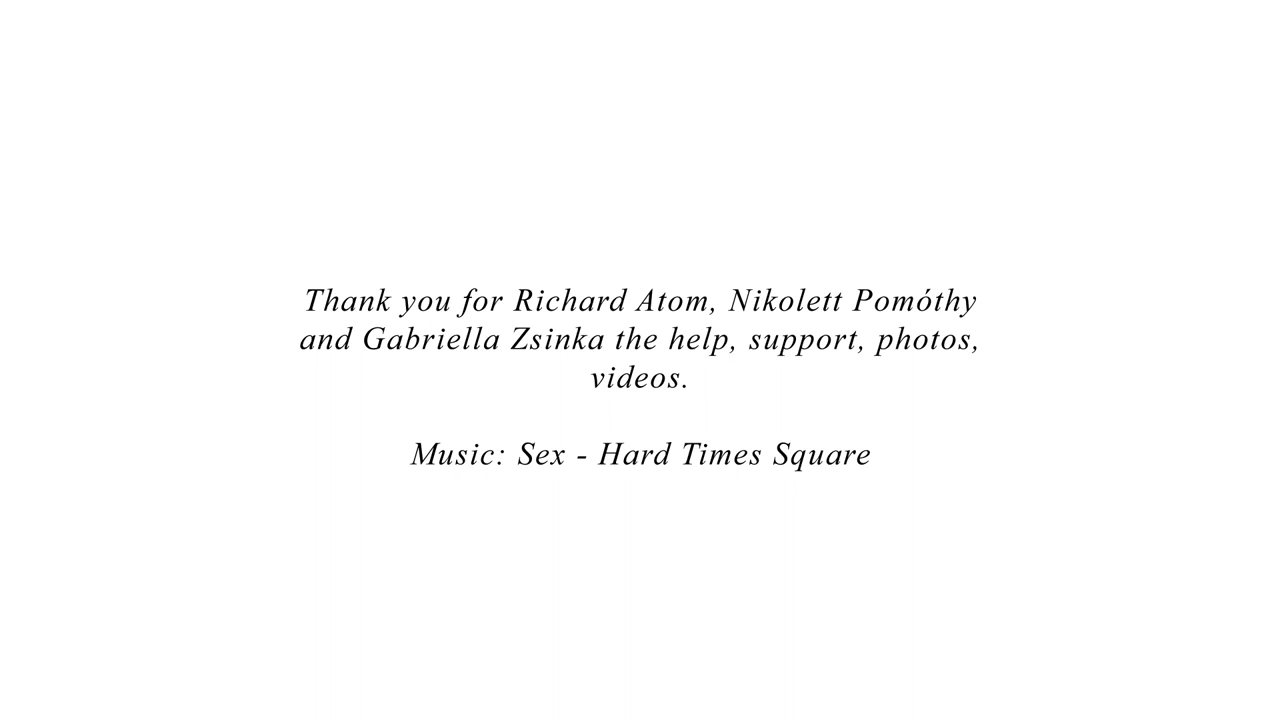 Thank you for Richard Atom, Nikolett Pomóthy
and Gabriella Zsinka the help, support, photos,
videos.
Music: Sex - Hard Times Square